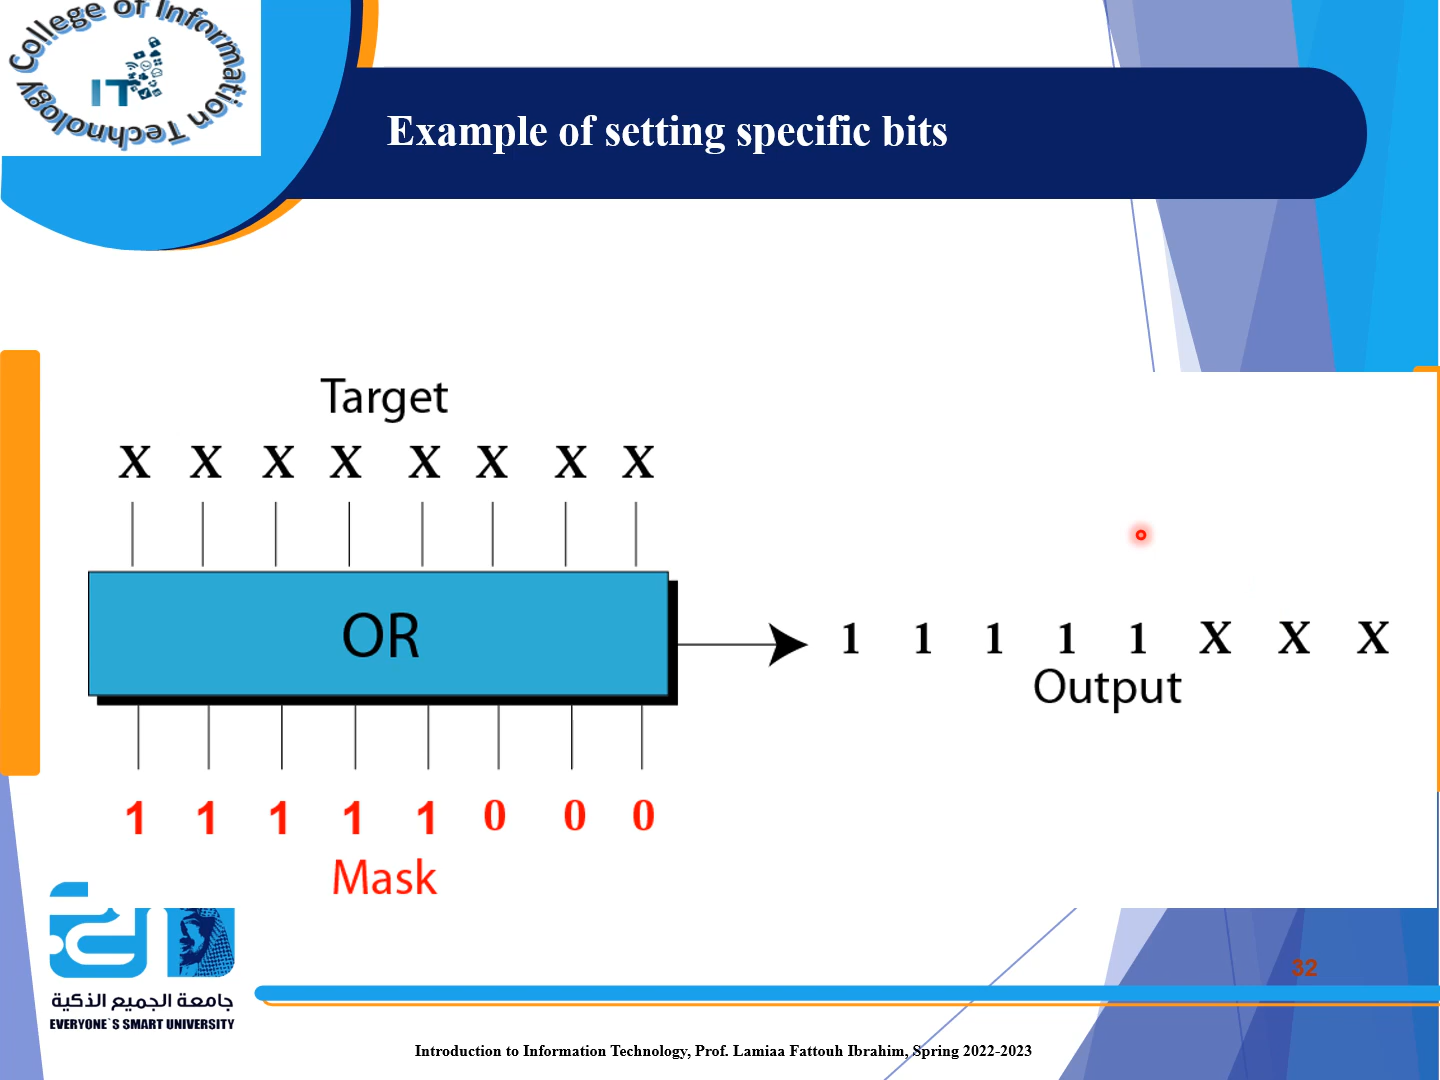 College of Information Technology
IT
Example of setting specific bits
Target
X X X X X X X X
OR
1 1 1 1 1 X X X
Output
1 1 1 1 1 0 0 0
Mask
32
جامعة الجميع الذكية
EVERYONE`S SMART UNIVERSITY
Introduction to Information Technology, Prof. Lamiaa Fattouh Ibrahim, Spring 2022-2023